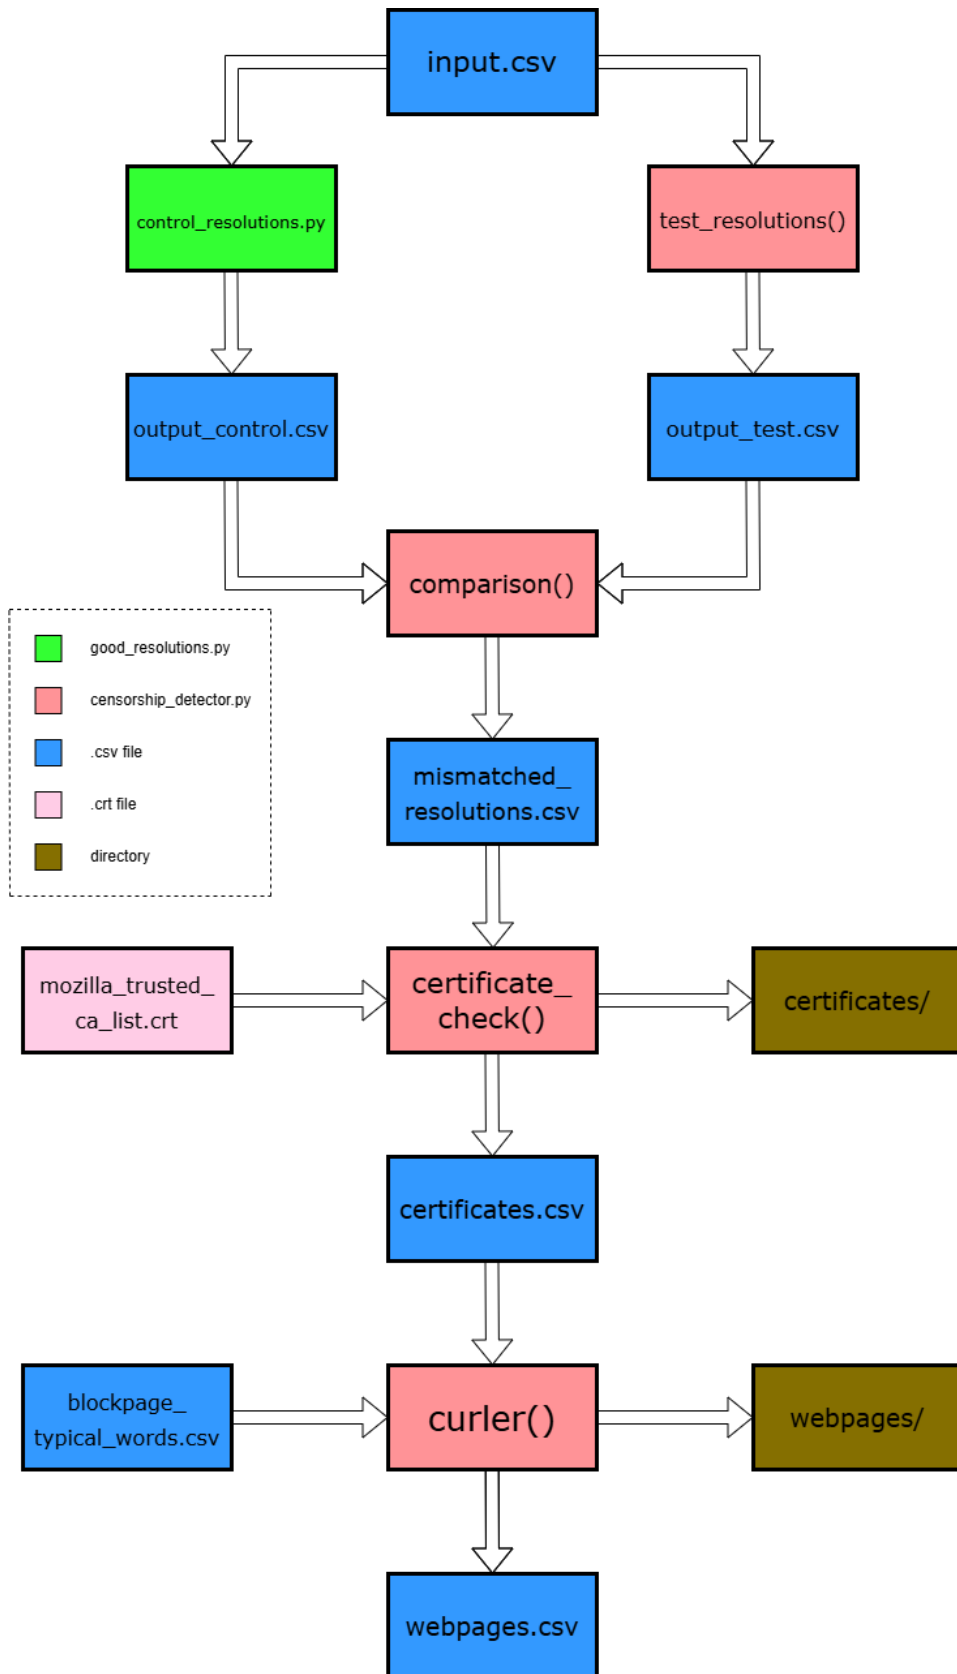 input.csv
control_resolutions.py
test_resolutions()
output_control.csv
output_test.csv
comparison()
good_resolutions.py
censorship_detector.py
.csv file
.crt file
directory
mismatched_
resolutions.csv
mozilla_trusted_
ca_list.crt
certificate_
check()
certificates/
certificates.csv
blockpage_
typical_words.csv
curler()
webpages/
webpages.csv